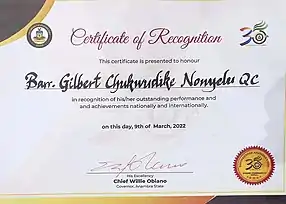 Certificate of Recognition
This certificate is presented to honour
Barr. Gilbert Chukwudike Nonyelu QC
in recognition of his/her outstanding performance and
and achievements nationally and internationally.
on this day, 9th of March, 2022
His Excellency
Chief Willie Obiano
Governor, Anambra State